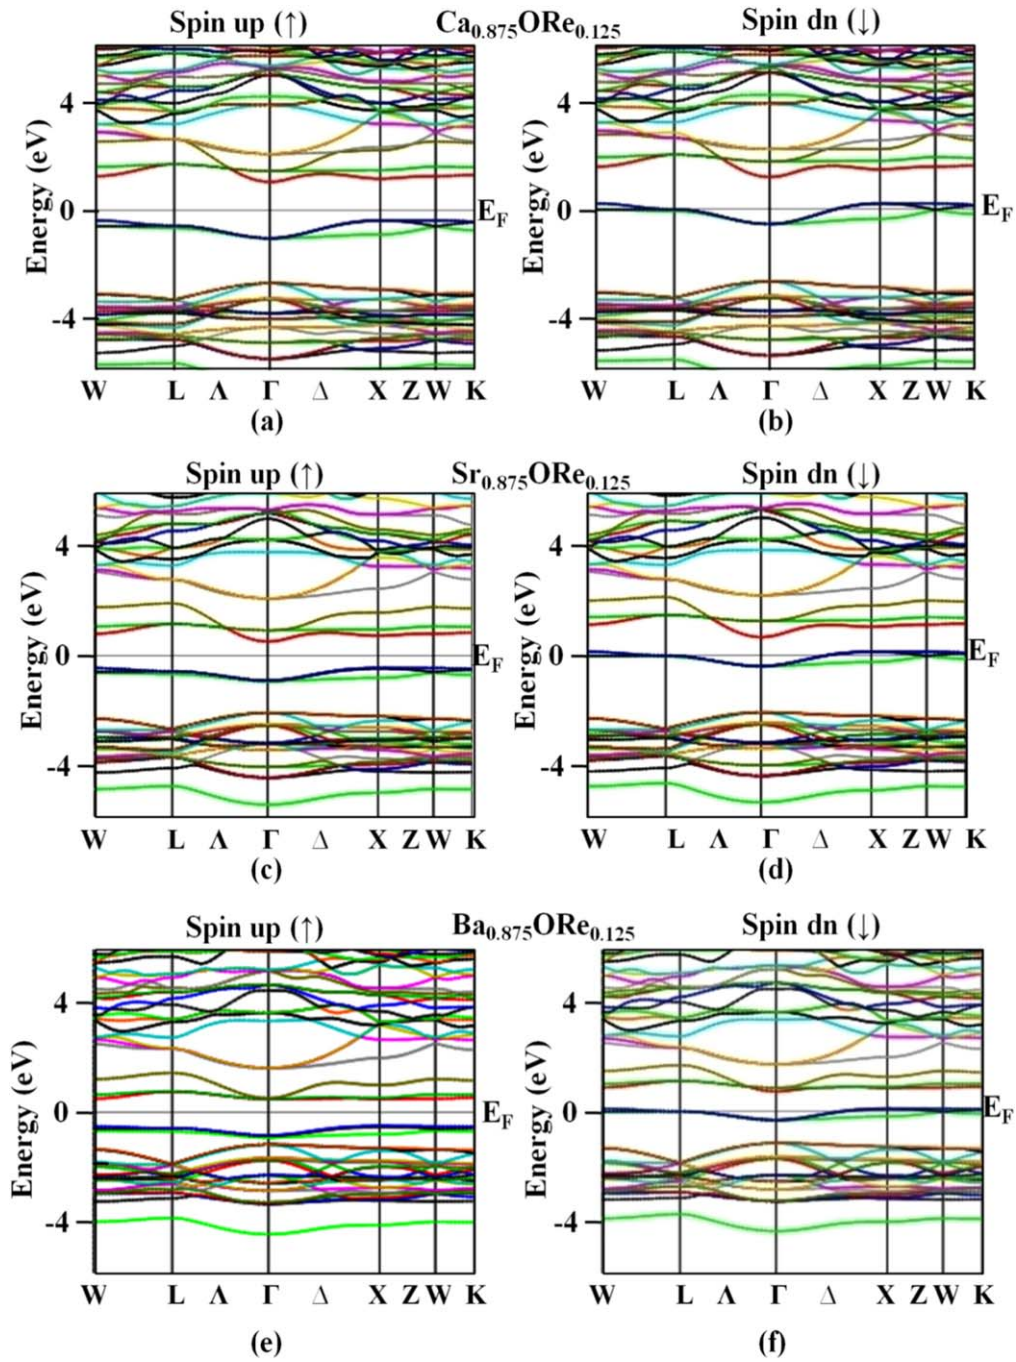 Spin up (↑) Ca0.875ORe0.125 Spin dn (↓)
Energy (eV) 4 0 -4 EF
Energy (eV) 4 0 -4 EF
W L Λ Γ Δ X Z W K
W L Λ Γ Δ X Z W K
(a) (b)
Spin up (↑) Sr0.875ORe0.125 Spin dn (↓)
Energy (eV) 4 0 -4 EF
Energy (eV) 4 0 -4 EF
W L Λ Γ Δ X Z W K
W L Λ Γ Δ X Z W K
(c) (d)
Spin up (↑) Ba0.875ORe0.125 Spin dn (↓)
Energy (eV) 4 0 -4 EF
Energy (eV) 4 0 -4 EF
W L Λ Γ Δ X Z W K
W L Λ Γ Δ X Z W K
(e) (f)